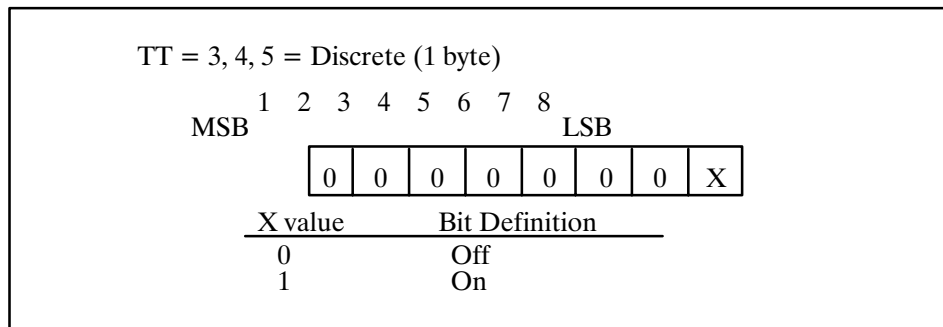 TT = 3, 4, 5 = Discrete (1 byte)
1 2 3 4 5 6 7 8
MSB LSB
0 0 0 0 0 0 0 X
X value Bit Definition
0 Off
1 On